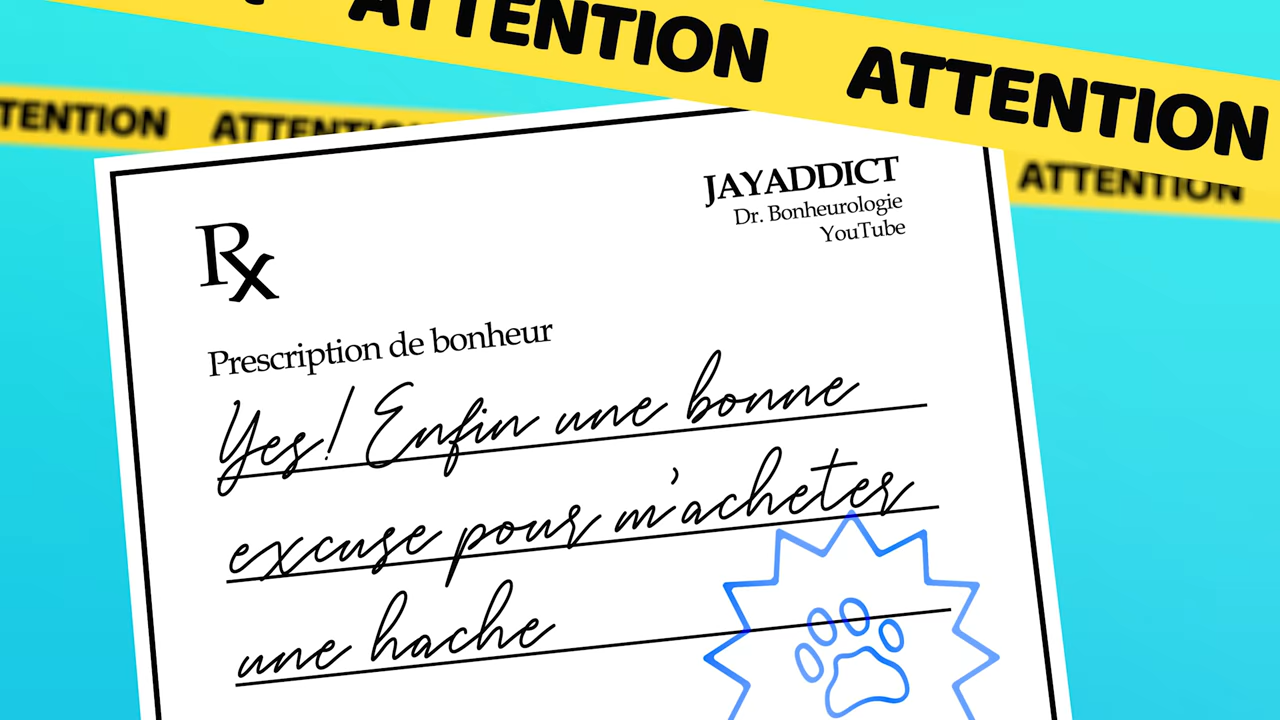 ATTENTION ATTENTION
TENTION ATTENTION
ATTENTION
JAYADDICT
Dr. Bonheurologie
YouTube
Rx
Prescription de bonheur
Yes! Enfin une bonne
excuse pour m'acheter
une hache